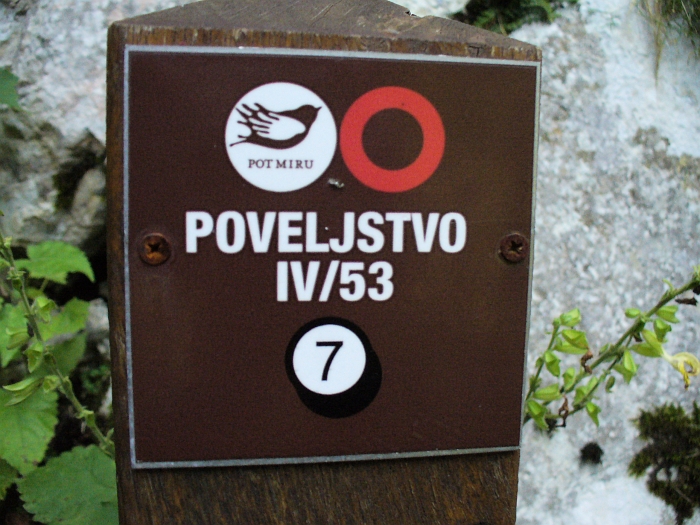 POT MIRU
POVELJSTVO
IV/53
7